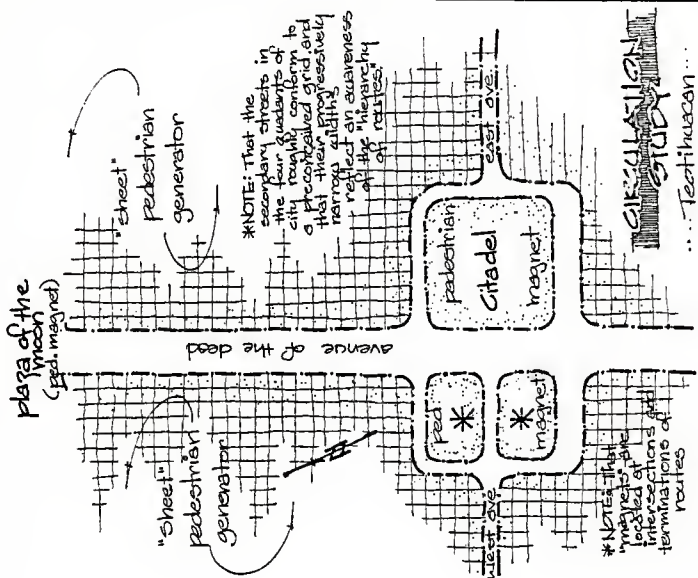 plaza of the
moon
(ped. magnet)
"sheet"
pedestrian
generator
"sheet"
pedestrian
generator
avenue of the dead
*NOTE: That the
secondary streets in
the four quadents of
city roughly conform to
a preconceived grid and
that their progressively
narrow widths
reflect an awareness
of the "hierarchy
of routes."
west ave
ped
*
*
magnet
pedestrian
Citadel
magnet
east ave.
*NOTE: That
"magnets" are
located at
intersections and
terminations of
routes
CIRCULATION
STUDY
.....Teotihuacan....